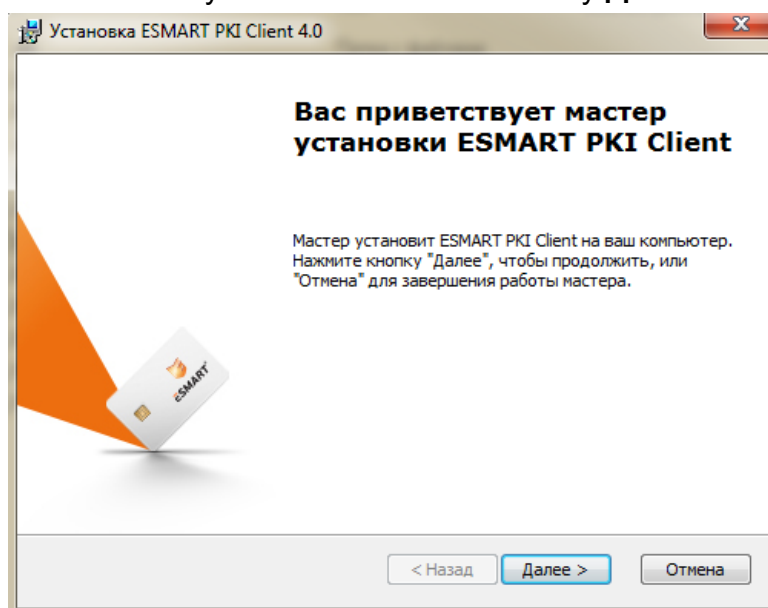 Установка ESMART PKI Client 4.0
Вас приветствует мастер
установки ESMART PKI Client
Мастер установит ESMART PKI Client на ваш компьютер.
Нажмите кнопку "Далее", чтобы продолжить, или
"Отмена" для завершения работы мастера.
ESMART
< Назад
Далее >
Отмена